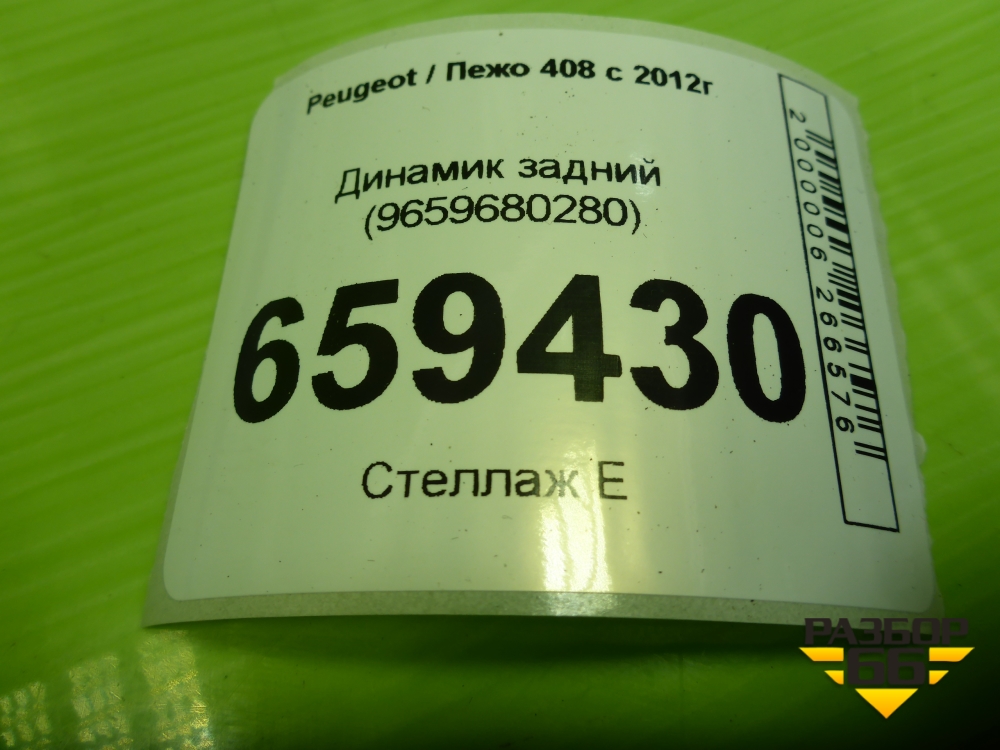 Peugeot / Пежо 408 с 2012г
Динамик задний
(9659680280)
659430
Стеллаж Е
2000006266576
РАЗБОР
66